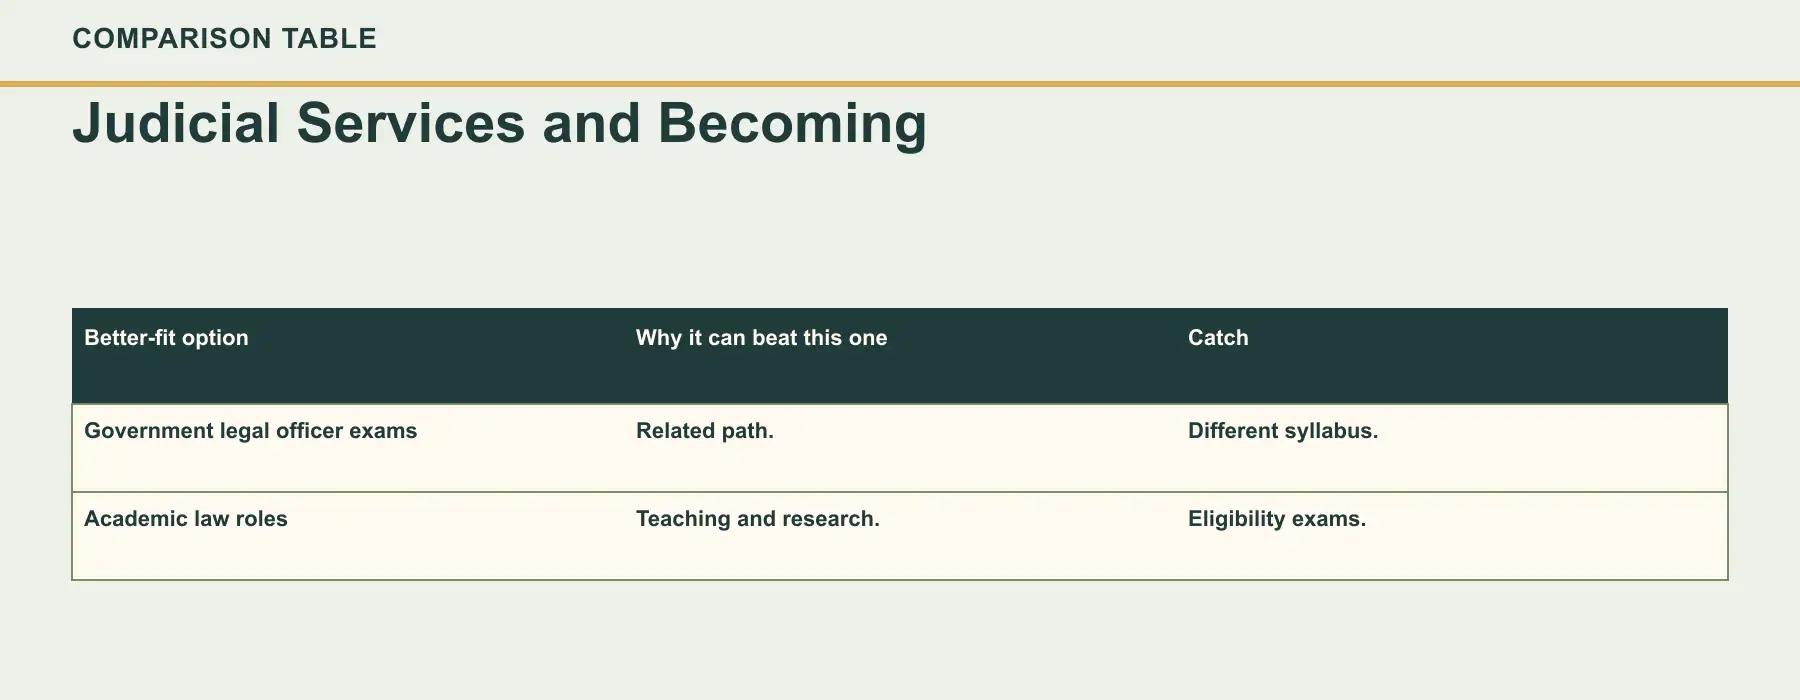 COMPARISON TABLE
Judicial Services and Becoming
Better-fit option Why it can beat this one Catch
Government legal officer exams Related path. Different syllabus.
Academic law roles Teaching and research. Eligibility exams.